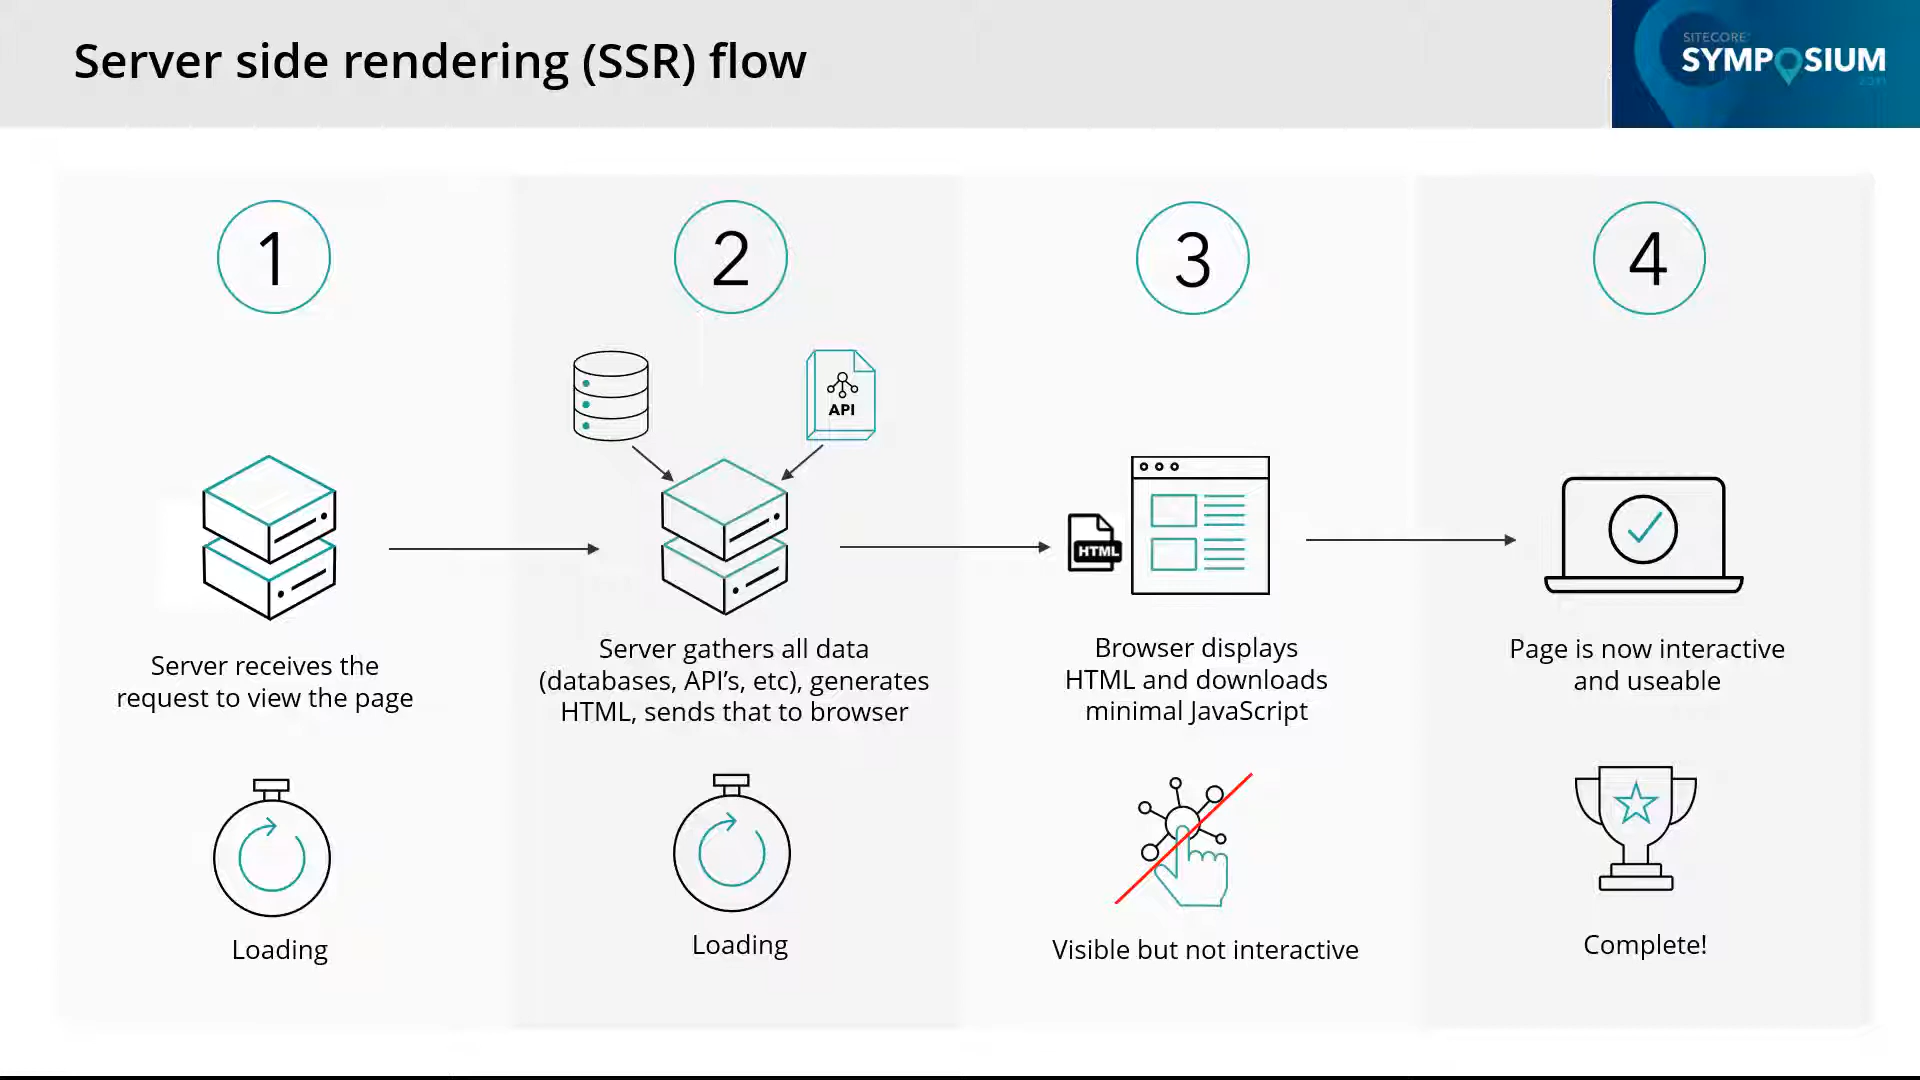 Server side rendering (SSR) flow
SITECORE
SYMPOSIUM
1
2
3
4
API
HTML
Server receives the
request to view the page
Server gathers all data
(databases, API's, etc), generates
HTML, sends that to browser
Browser displays
HTML and downloads
minimal JavaScript
Page is now interactive
and useable
Loading
Loading
Visible but not interactive
Complete!